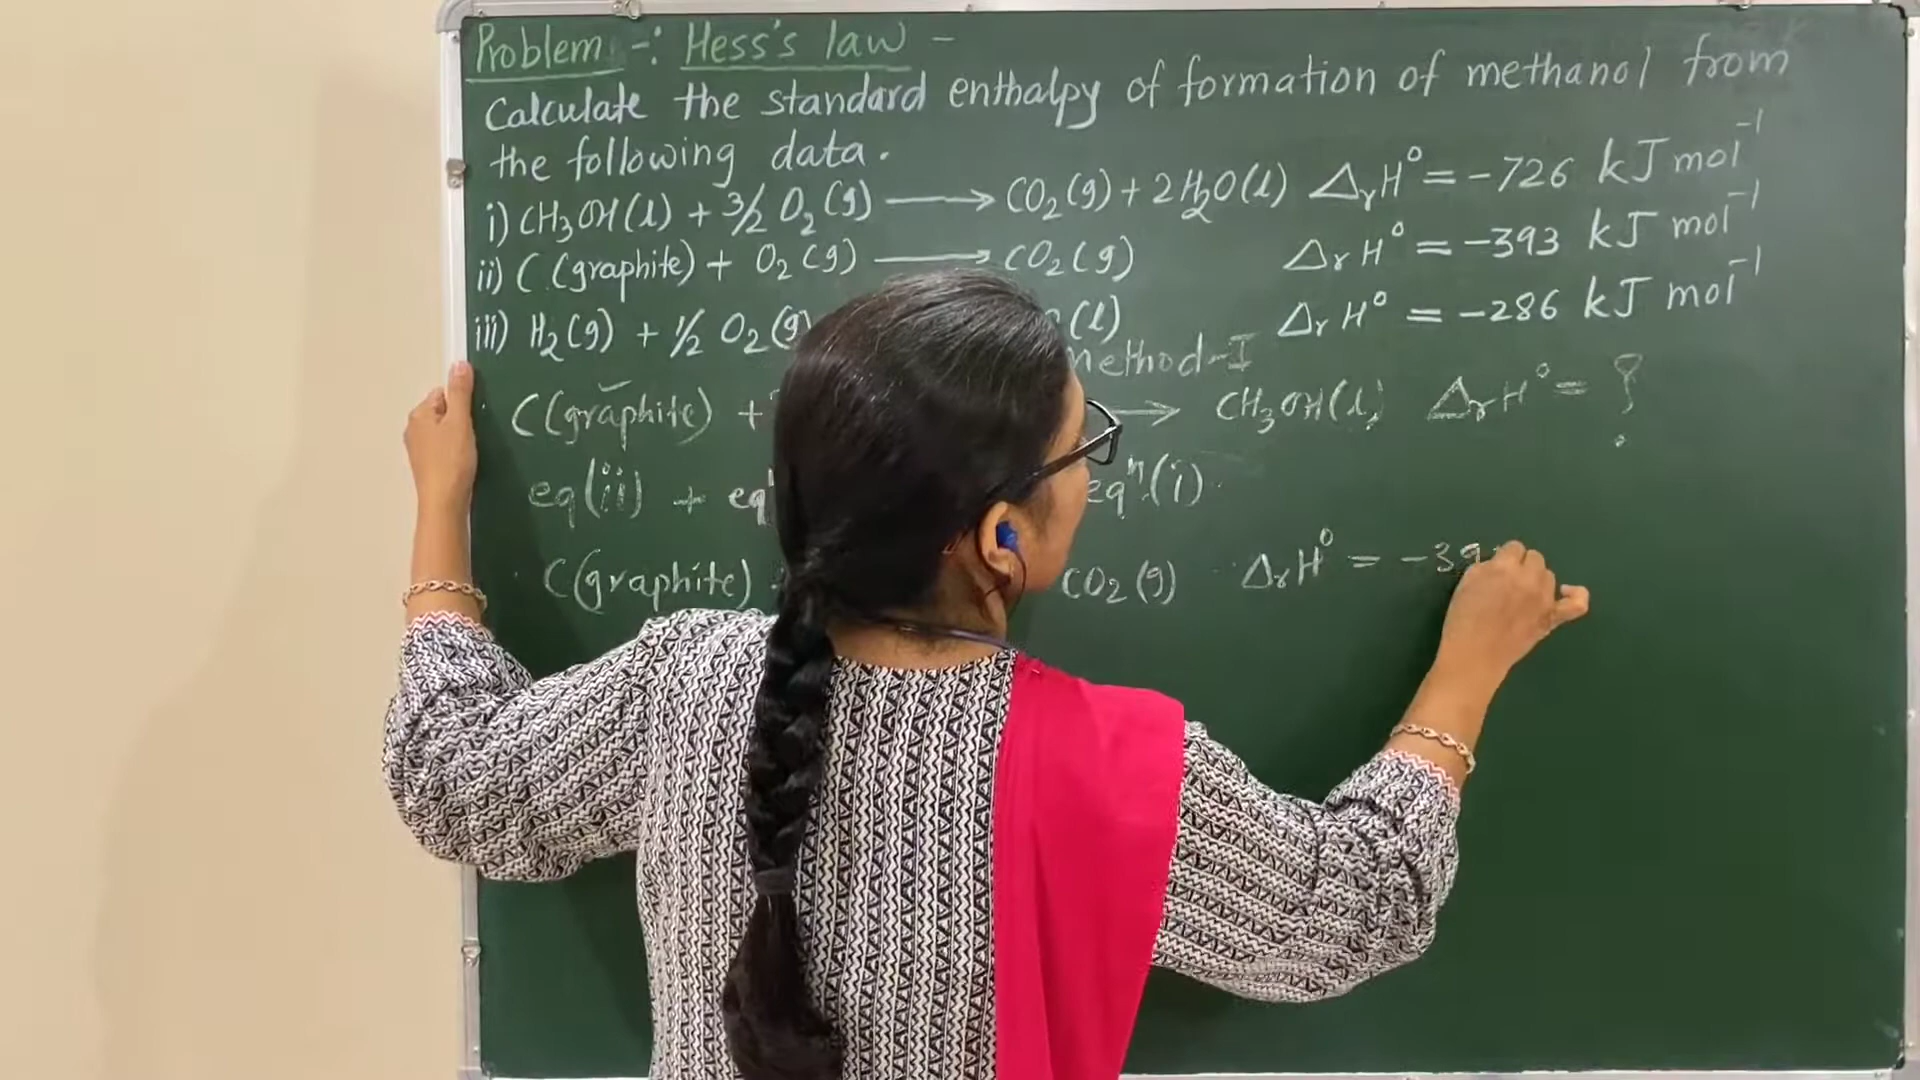 Problem -: Hess's law -
Calculate the standard enthalpy of formation of methanol from
the following data.
i) CH₃OH(l) + 3/2 O₂(g) ⟶ CO₂(g) + 2H₂O(l) ΔrH° = -726 kJ mol⁻¹
ii) C (graphite) + O₂(g) ⟶ CO₂(g) ΔrH° = -393 kJ mol⁻¹
iii) H₂(g) + 1/2 O₂(g) (l) ΔrH° = -286 kJ mol⁻¹
Method-I
C(graphite) + ⟶ CH₃OH(l) ΔrH° = ?
eq(ii) + eqⁿ(i)
C(graphite) CO₂(g) ΔrH° = -39